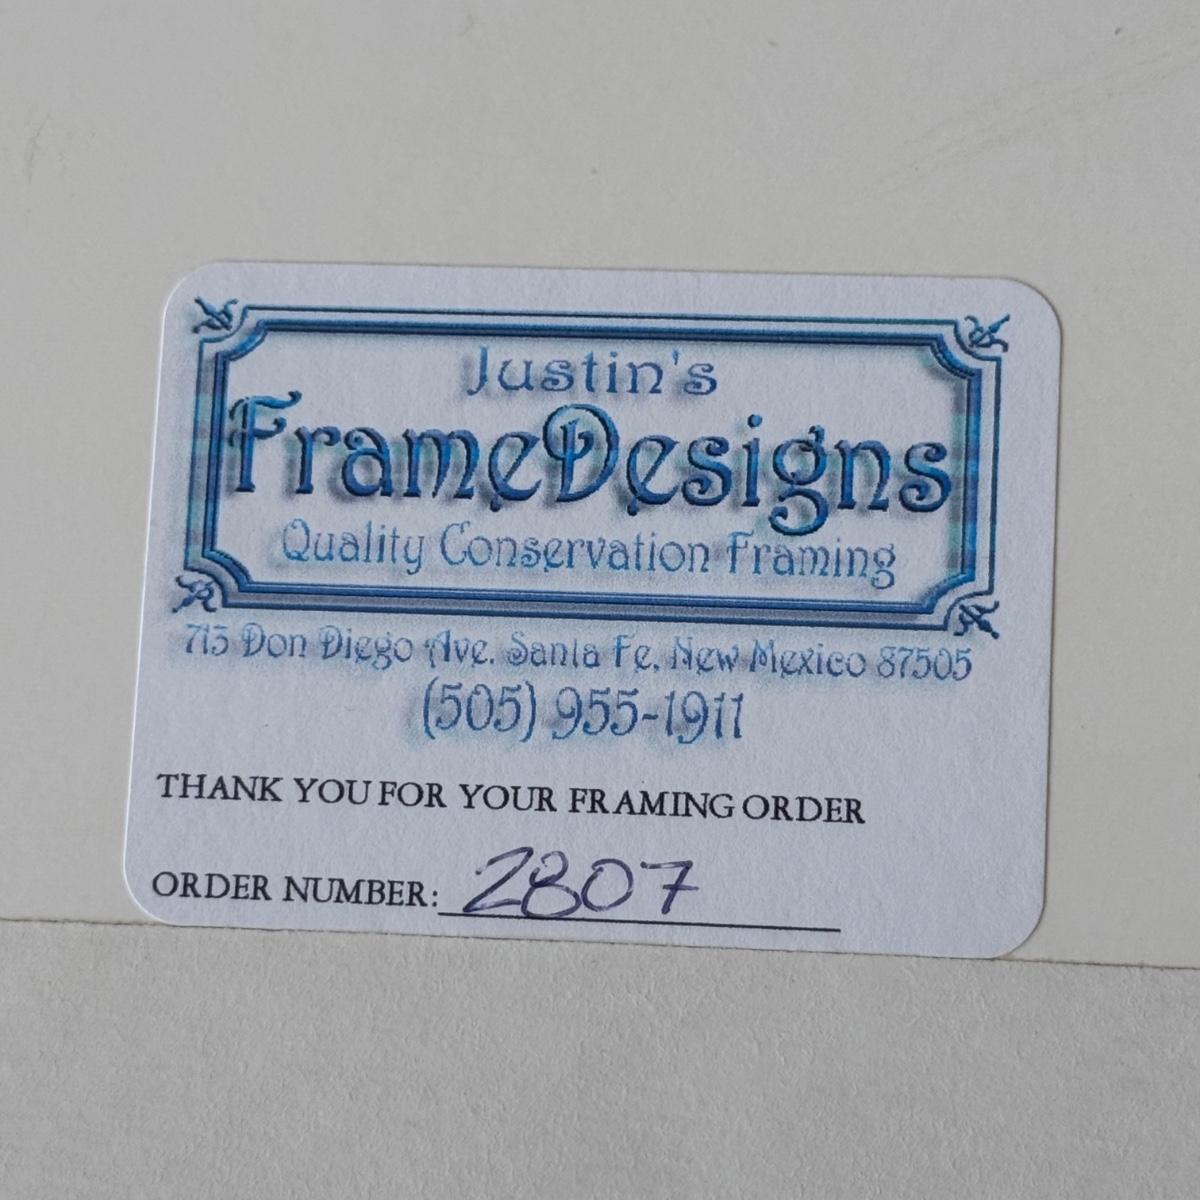 Justin's
FrameDesigns
Quality Conservation Framing
713 Don Diego Ave. Santa Fe, New Mexico 87505
(505) 955-1911
THANK YOU FOR YOUR FRAMING ORDER
ORDER NUMBER: 2807